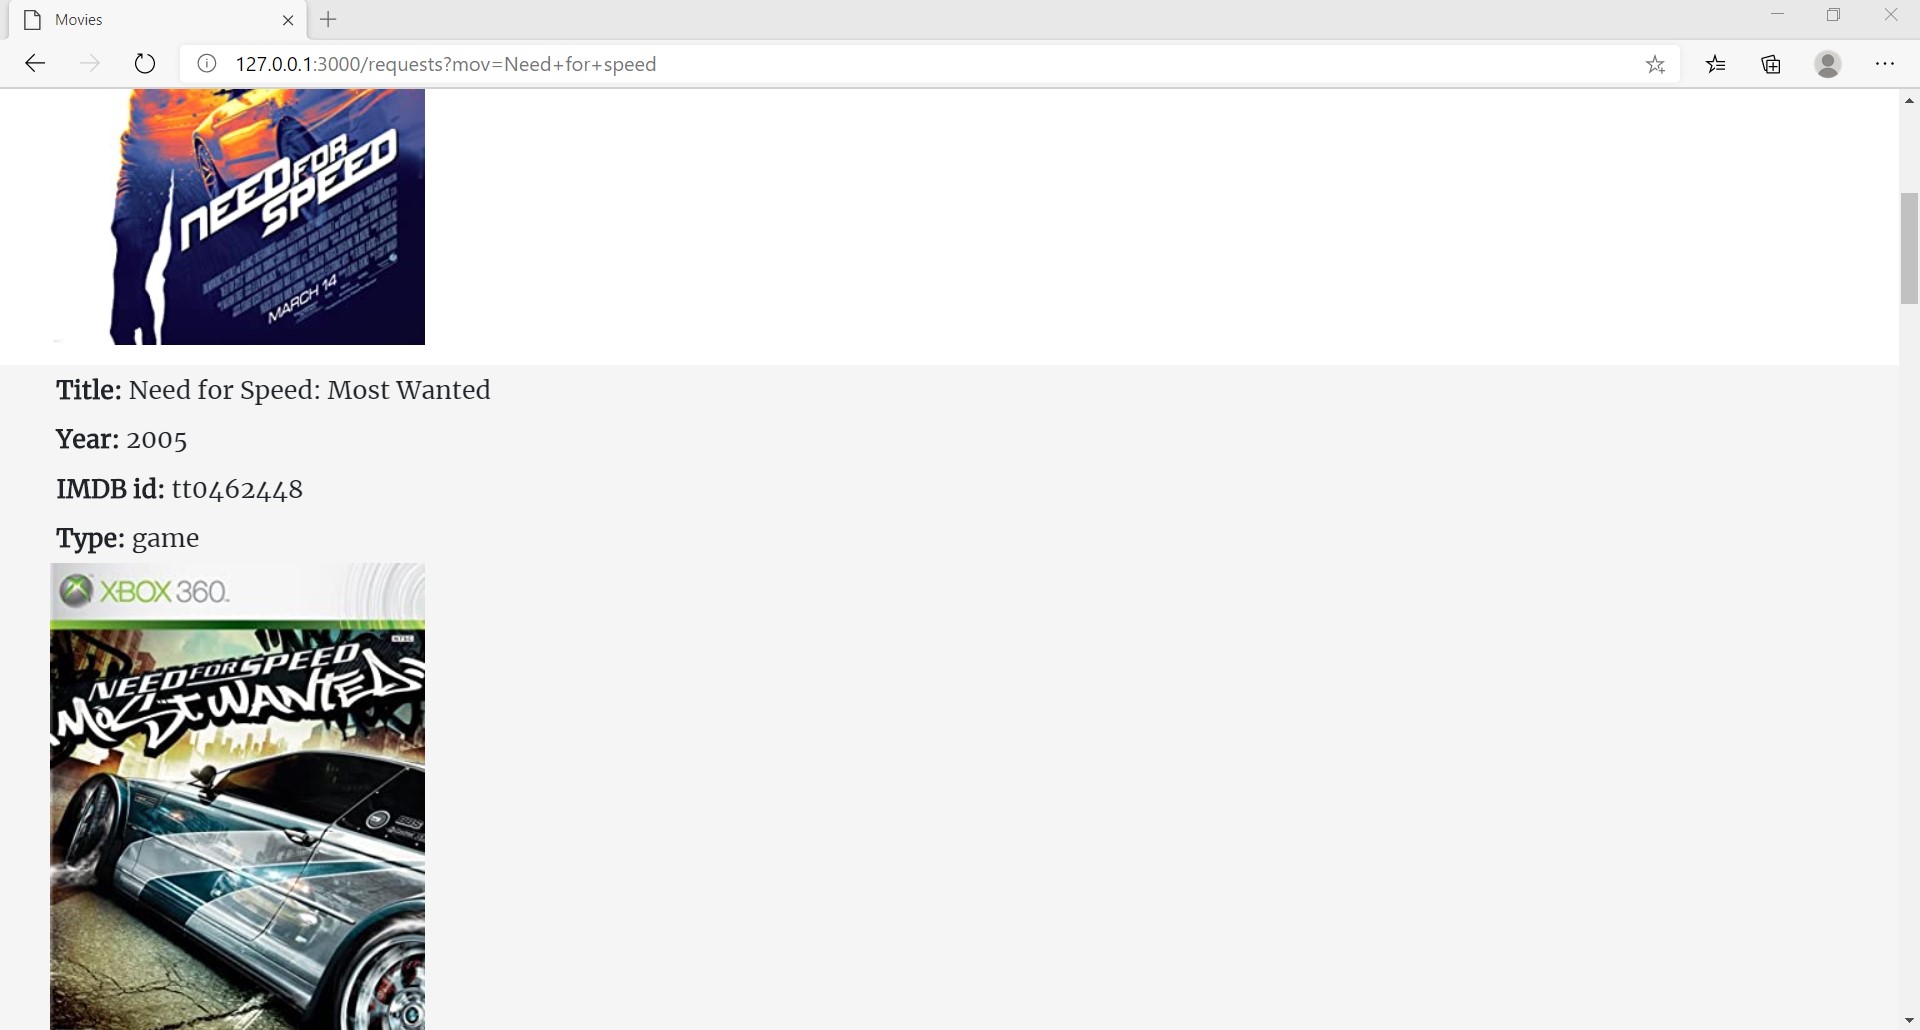 Movies
127.0.0.1:3000/requests?mov=Need+for+speed
NEED FOR
SPEED
MARCH 14
Title: Need for Speed: Most Wanted
Year: 2005
IMDB id: tt0462448
Type: game
XBOX 360
NTSC
NEED FOR SPEED
MOST WANTED